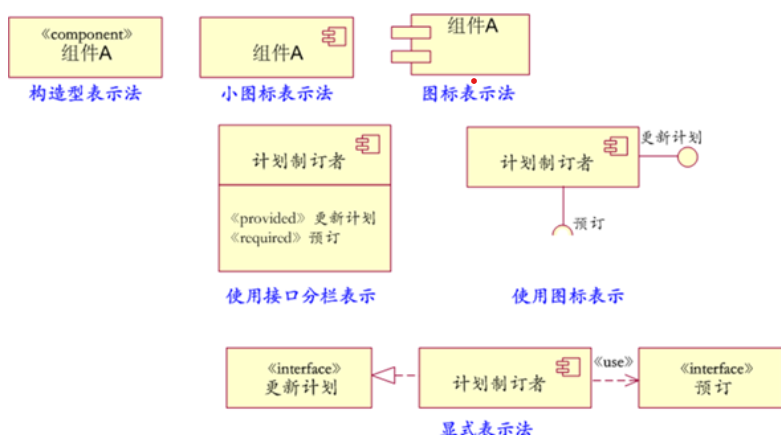 «component»
组件A
组件A
组件A
构造型表示法
小图标表示法
图标表示法
计划制订者
«provided» 更新计划
«required» 预订
计划制订者
更新计划
预订
使用接口分栏表示
使用图标表示
«interface»
更新计划
计划制订者
«use»
«interface»
预订
显式表示法